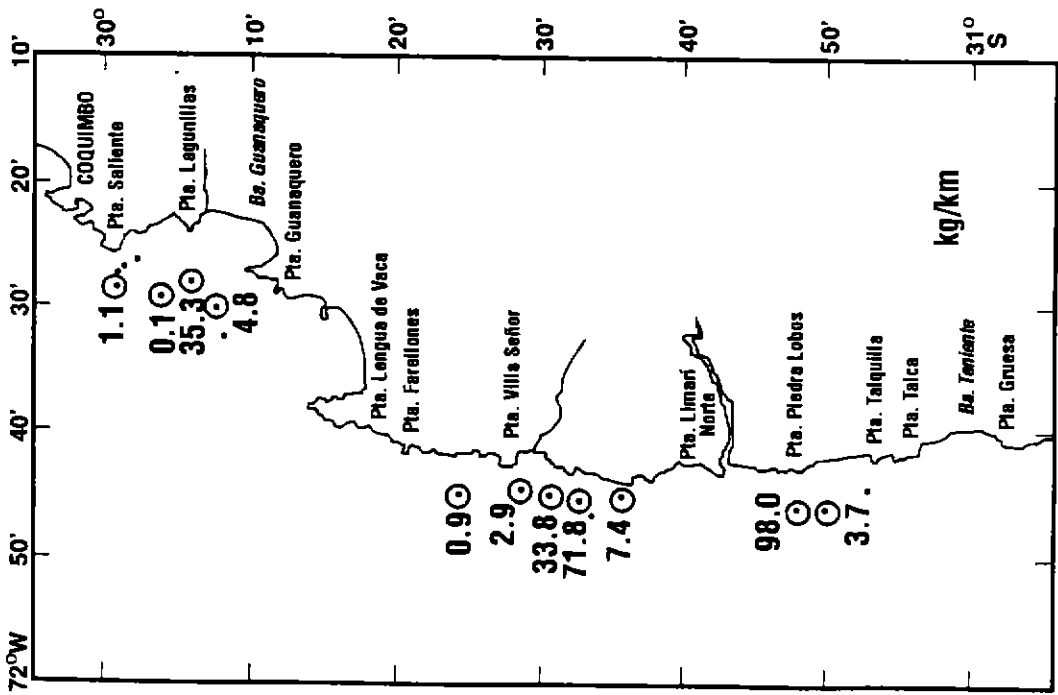 10'
20'
30'
40'
50'
72°W
30°
10'
20'
30'
40'
50'
31°
S
COQUIMBO
Pta. Saliente
Pta. Lagunillas
Ba. Guanaquero
Pta. Guanaquero
Pta. Lengua de Vaca
Pta. Farellones
Pta. Villa Señor
Pta. Limarí
Norte
Pta. Piedra Lobos
Pta. Talquilla
Pta. Talca
Ba. Teniente
Pta. Gruesa
1.1
0.1
35.3
4.8
0.9
2.9
33.8
71.8
7.4
98.0
3.7
kg/km